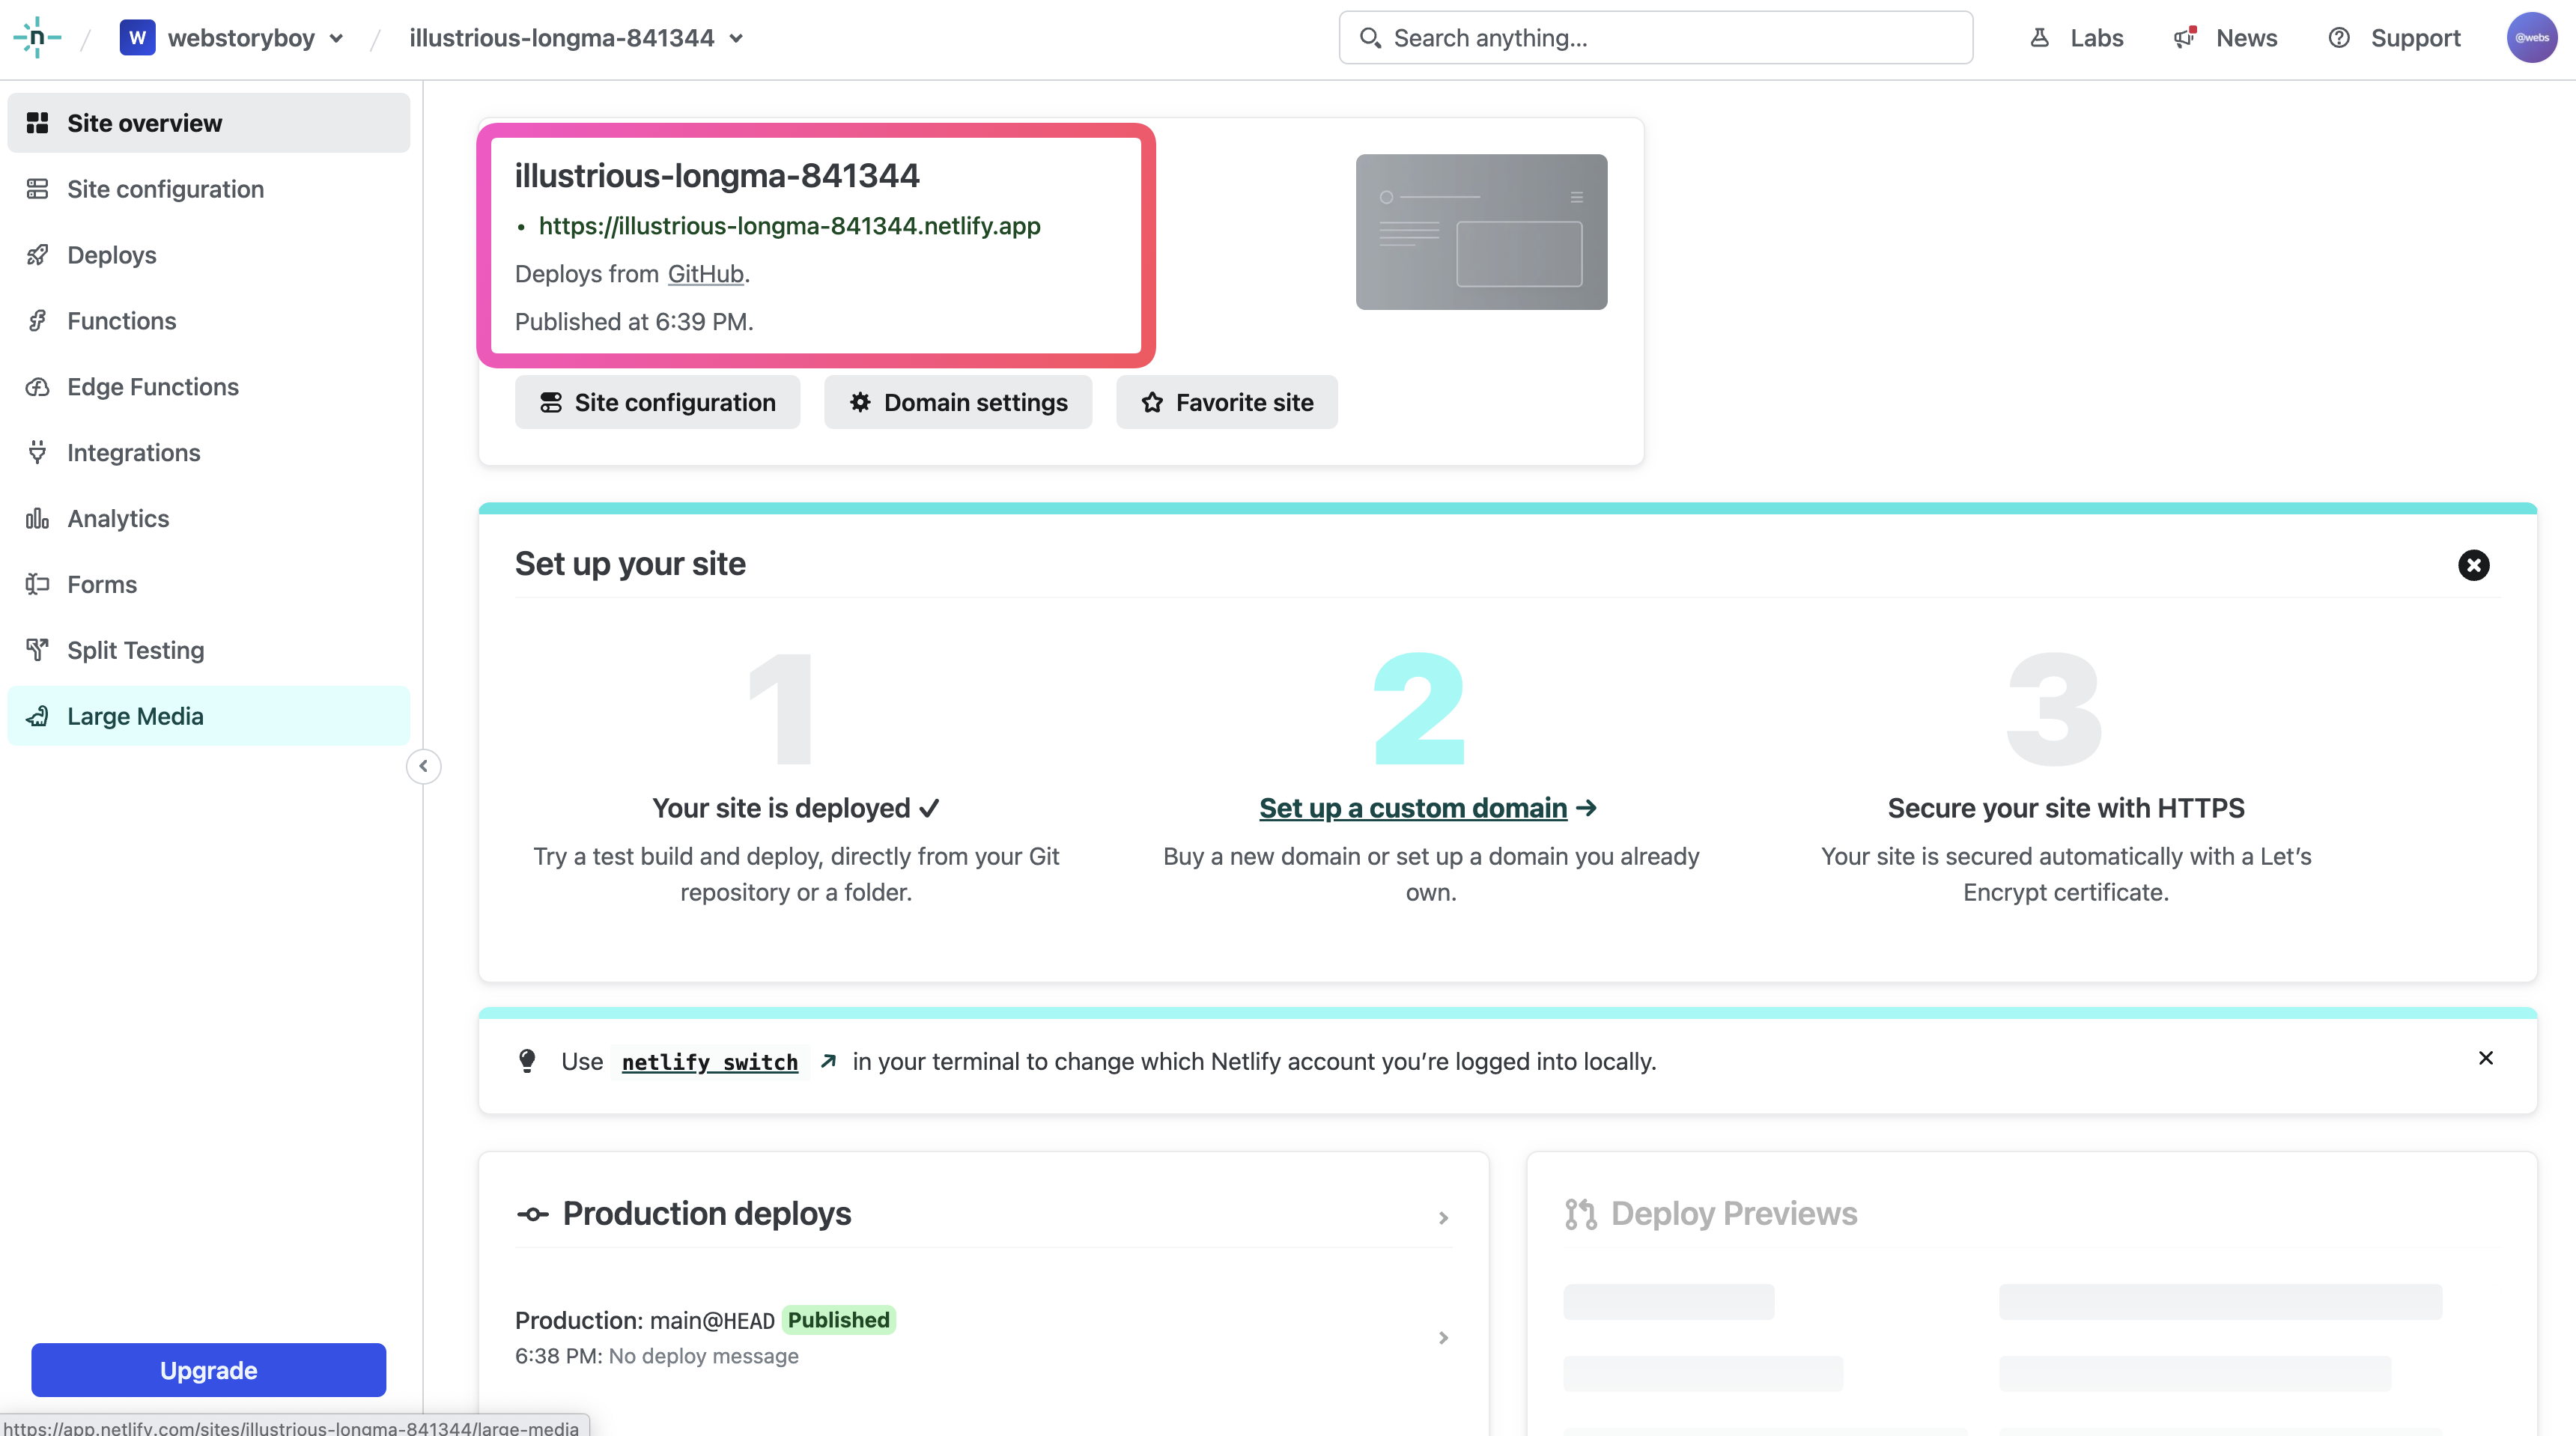 n / W webstoryboy / illustrious-longma-841344
Search anything...
Labs
News
Support
@webs
Site overview
Site configuration
Deploys
Functions
Edge Functions
Integrations
Analytics
Forms
Split Testing
Large Media
Upgrade
https://app.netlify.com/sites/illustrious-longma-841344/large-media
illustrious-longma-841344
• https://illustrious-longma-841344.netlify.app
Deploys from GitHub.
Published at 6:39 PM.
Site configuration
Domain settings
Favorite site
Set up your site
1
Your site is deployed ✓
Try a test build and deploy, directly from your Git
repository or a folder.
2
Set up a custom domain →
Buy a new domain or set up a domain you already
own.
3
Secure your site with HTTPS
Your site is secured automatically with a Let’s
Encrypt certificate.
Use netlify switch ↗ in your terminal to change which Netlify account you’re logged into locally.
Production deploys
Production: main@HEAD Published
6:38 PM: No deploy message
Deploy Previews